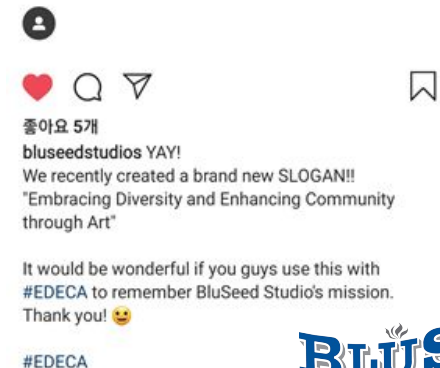 좋아요 5개
bluseedstudios YAY!
We recently created a brand new SLOGAN!!
"Embracing Diversity and Enhancing Community
through Art"
It would be wonderful if you guys use this with
#EDECA to remember BluSeed Studio's mission.
Thank you! 😀
#EDECA
BLUS